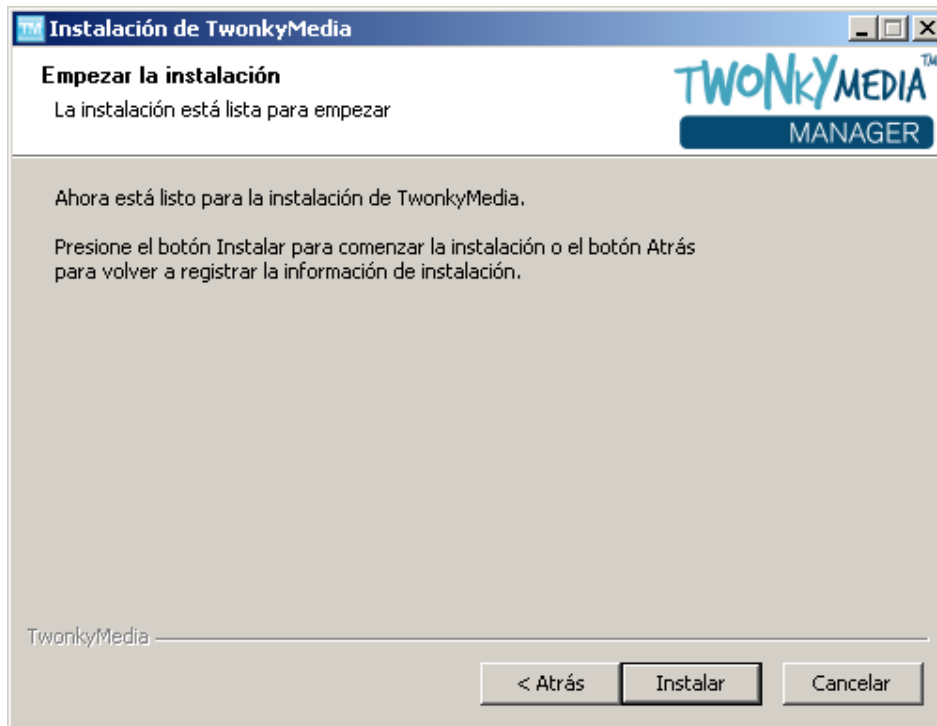 TM Instalación de TwonkyMedia
Empezar la instalación
La instalación está lista para empezar
TWONKYMEDIA™
MANAGER
Ahora está listo para la instalación de TwonkyMedia.
Presione el botón Instalar para comenzar la instalación o el botón Atrás
para volver a registrar la información de instalación.
TwonkyMedia
< Atrás
Instalar
Cancelar